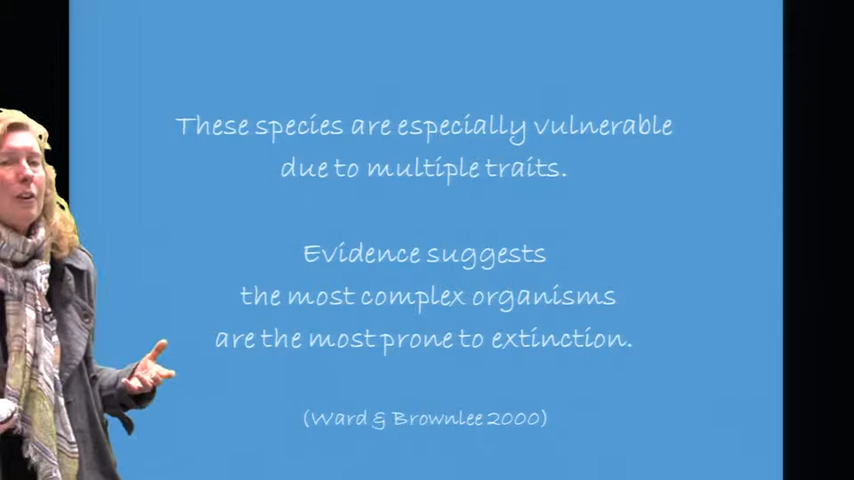 These species are especially vulnerable
due to multiple traits.
Evidence suggests
the most complex organisms
are the most prone to extinction.
(Ward & Brownlee 2000)